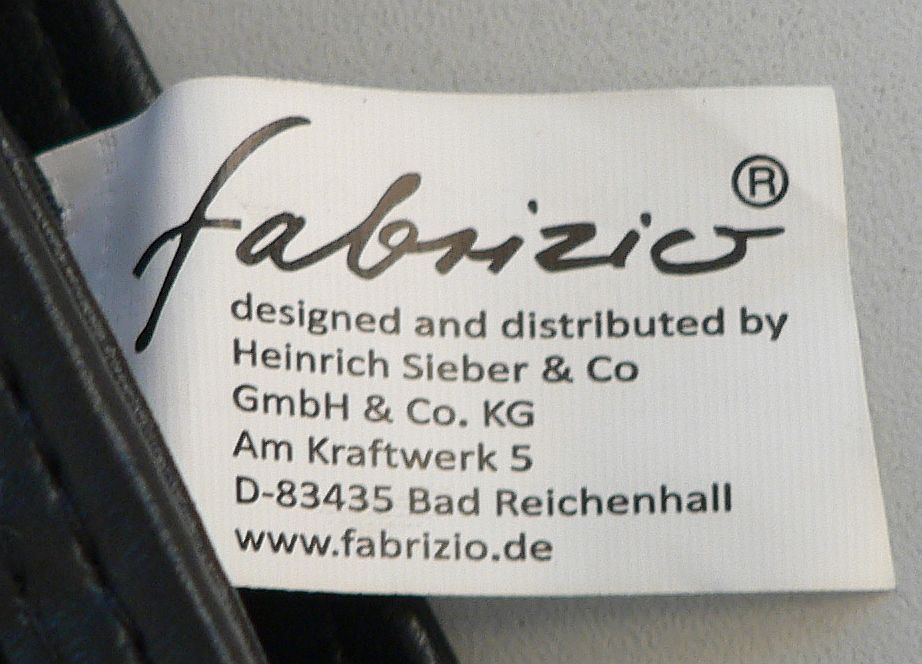 fabrizio®
designed and distributed by
Heinrich Sieber & Co
GmbH & Co. KG
Am Kraftwerk 5
D-83435 Bad Reichenhall
www.fabrizio.de